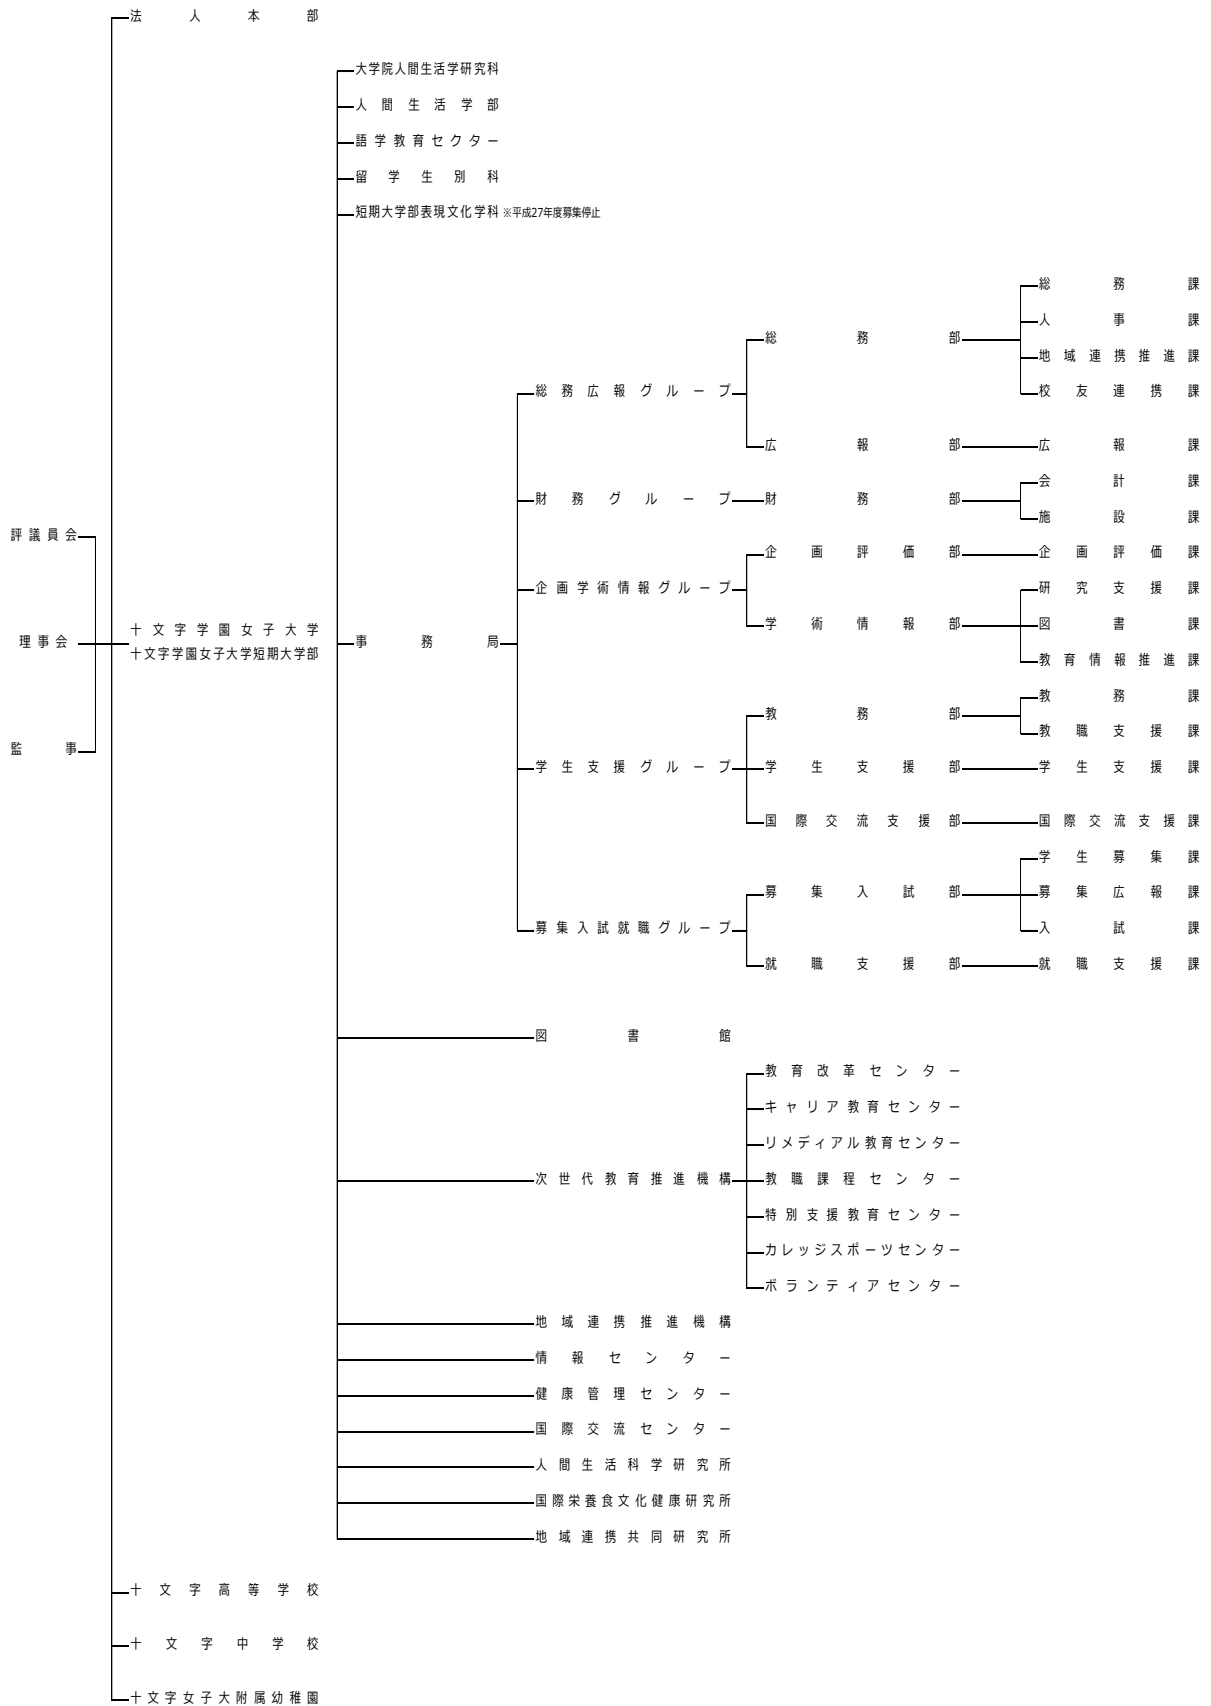 法人本部
大学院人間生活学研究科
人間生活学部
語学教育セクター
留学生別科
短期大学部表現文化学科 ※平成27年度募集停止
総務課
人事課
総務部
地域連携推進課
総務広報グループ
校友連携課
広報部
広報課
会計課
財務グループ
財務部
施設課
評議員会
企画評価部
企画評価課
企画学術情報グループ
研究支援課
学術情報部
図書課
十文字学園女子大学
理事会
事務局
十文字学園女子大学短期大学部
教育情報推進課
教務課
教務部
教職支援課
監事
学生支援グループ
学生支援部
学生支援課
国際交流支援部
国際交流支援課
学生募集課
募集入試部
募集広報課
募集入試就職グループ
入試課
就職支援部
就職支援課
図書館
教育改革センター
キャリア教育センター
リメディアル教育センター
次世代教育推進機構
教職課程センター
特別支援教育センター
カレッジスポーツセンター
ボランティアセンター
地域連携推進機構
情報センター
健康管理センター
国際交流センター
人間生活科学研究所
国際栄養食文化健康研究所
地域連携共同研究所
十文字高等学校
十文字中学校
十文字女子大附属幼稚園